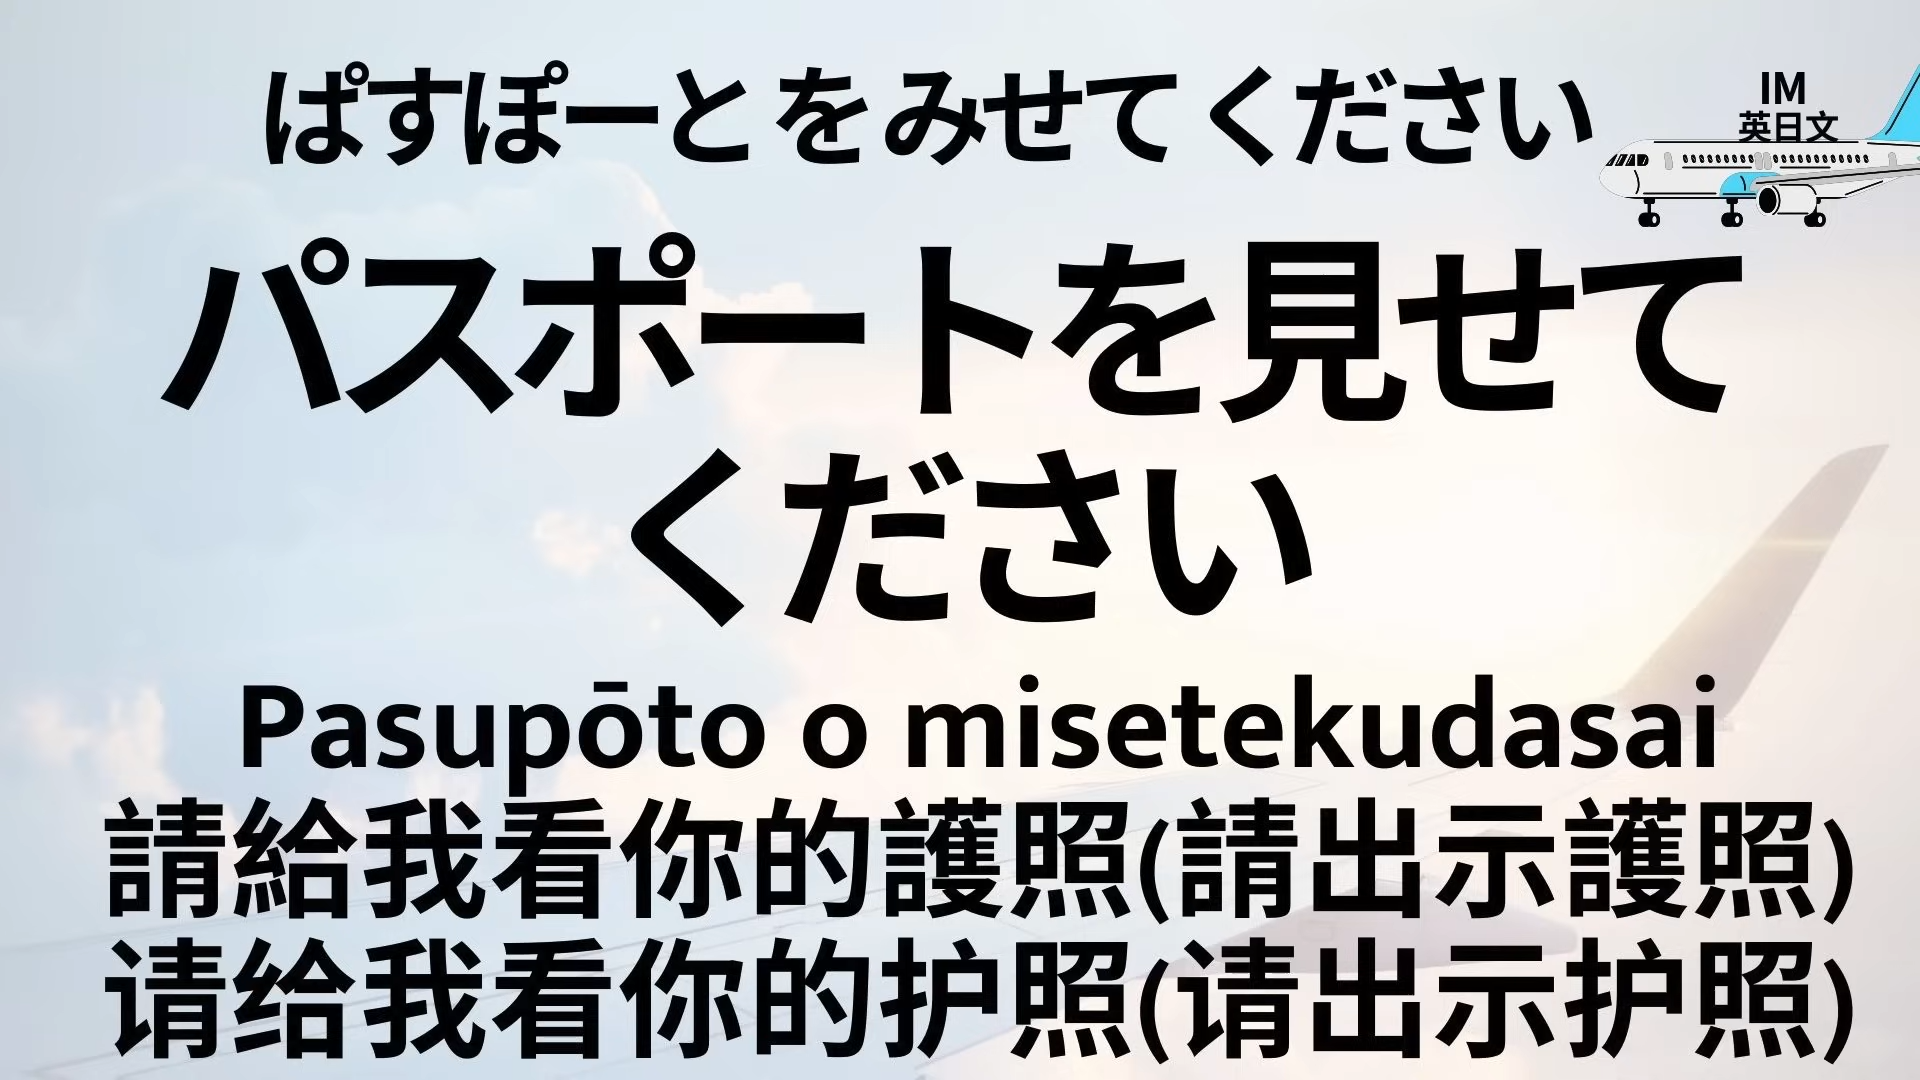 ぱすぽーと を みせて ください
IM
英日文
パスポートを見せて
ください
Pasupōto o misetekudasai
請給我看你的護照(請出示護照)
请给我看你的护照(请出示护照)